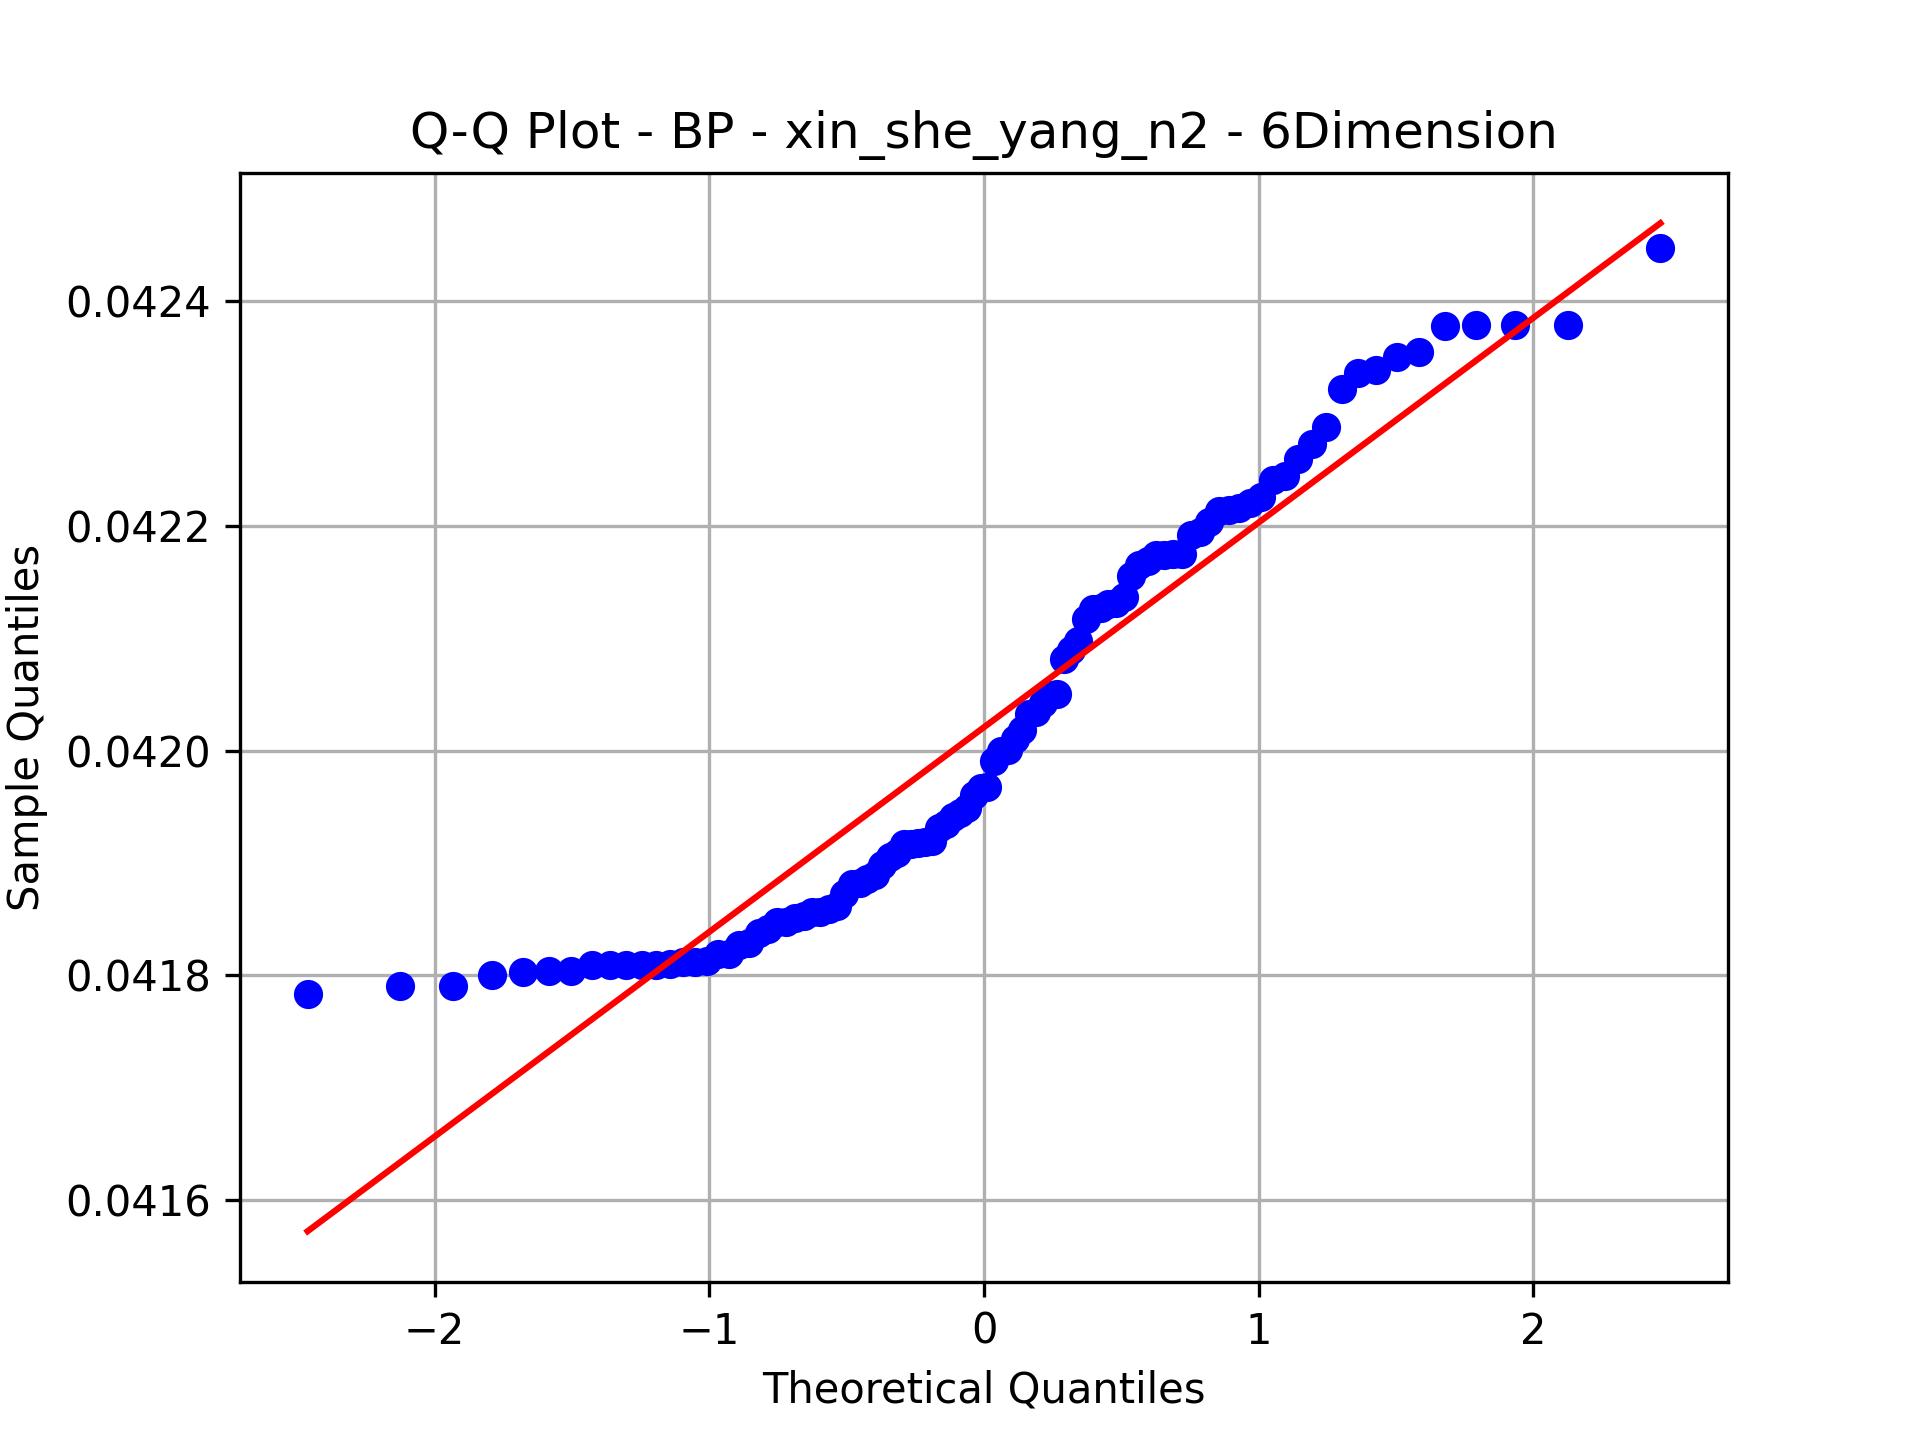 Q-Q Plot - BP - xin_she_yang_n2 - 6Dimension
0.0424
0.0422
0.0420
0.0418
0.0416
Sample Quantiles
−2 −1 0 1 2
Theoretical Quantiles